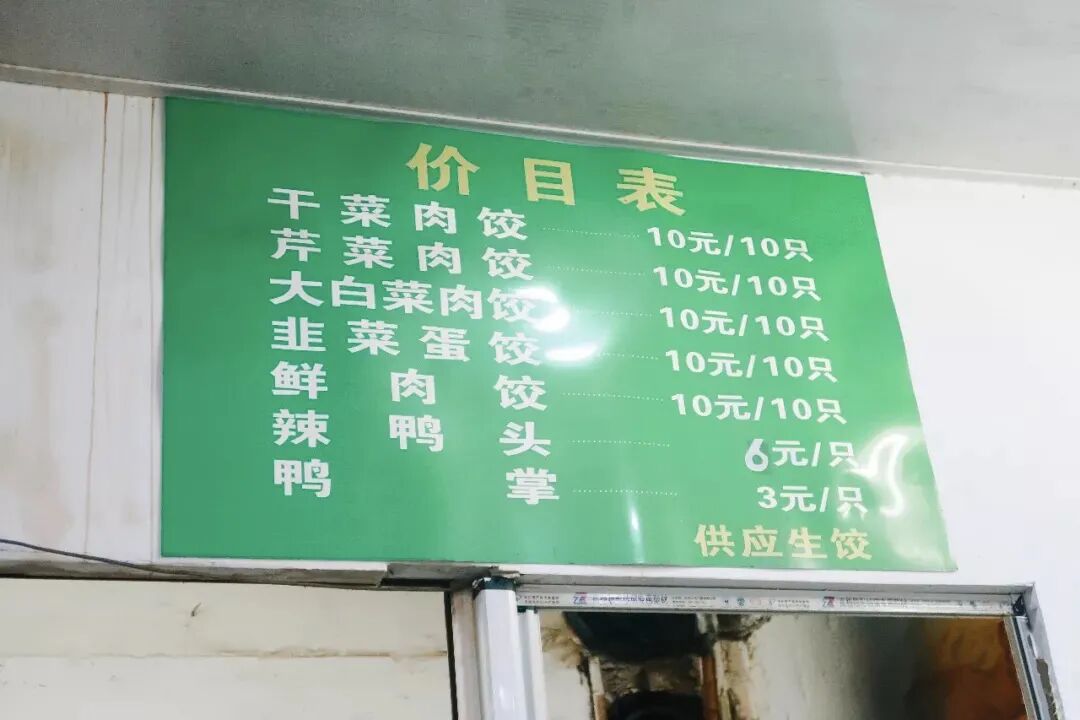 价目表
干菜肉饺 10元/10只
芹菜肉饺 10元/10只
大白菜肉饺 10元/10只
韭菜蛋饺 10元/10只
鲜肉饺 10元/10只
辣鸭头 6元/只
鸭掌 3元/只
供应生饺